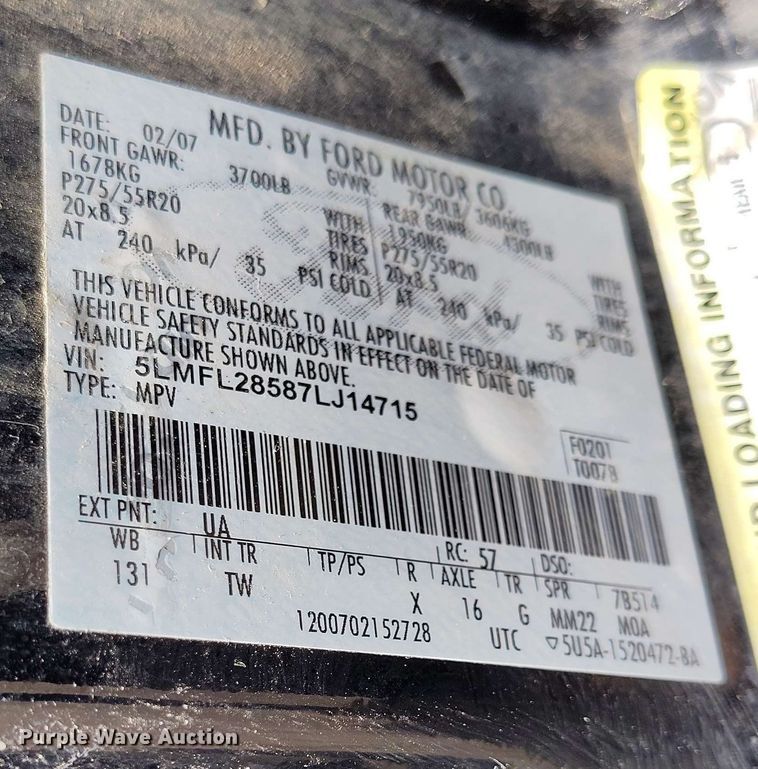 MFD. BY FORD MOTOR CO.
DATE: 02/07 GVWR: 7950LB/ 3606KG
FRONT GAWR: 3700LB REAR GAWR: 4300LB
1678KG WITH 1950KG WITH
P275/55R20 TIRES P275/55R20 TIRES
20x8.5 RIMS 20x8.5 RIMS
AT 240 kPa/ 35 PSI COLD AT 240 kPa/ 35 PSI COLD
THIS VEHICLE CONFORMS TO ALL APPLICABLE FEDERAL MOTOR
VEHICLE SAFETY STANDARDS IN EFFECT ON THE DATE OF
MANUFACTURE SHOWN ABOVE.
VIN: 5LMFL28587LJ14715
TYPE: MPV
F0201
T0078
EXT PNT: UA RC: 57 DSO:
WB INT TR TP/PS R AXLE TR SPR 7B514
131 TW X 16 G MM22 MOA
1200702152728 UTC ▽5U5A-1520472-BA
LOADING INFORMATION
Purple Wave Auction